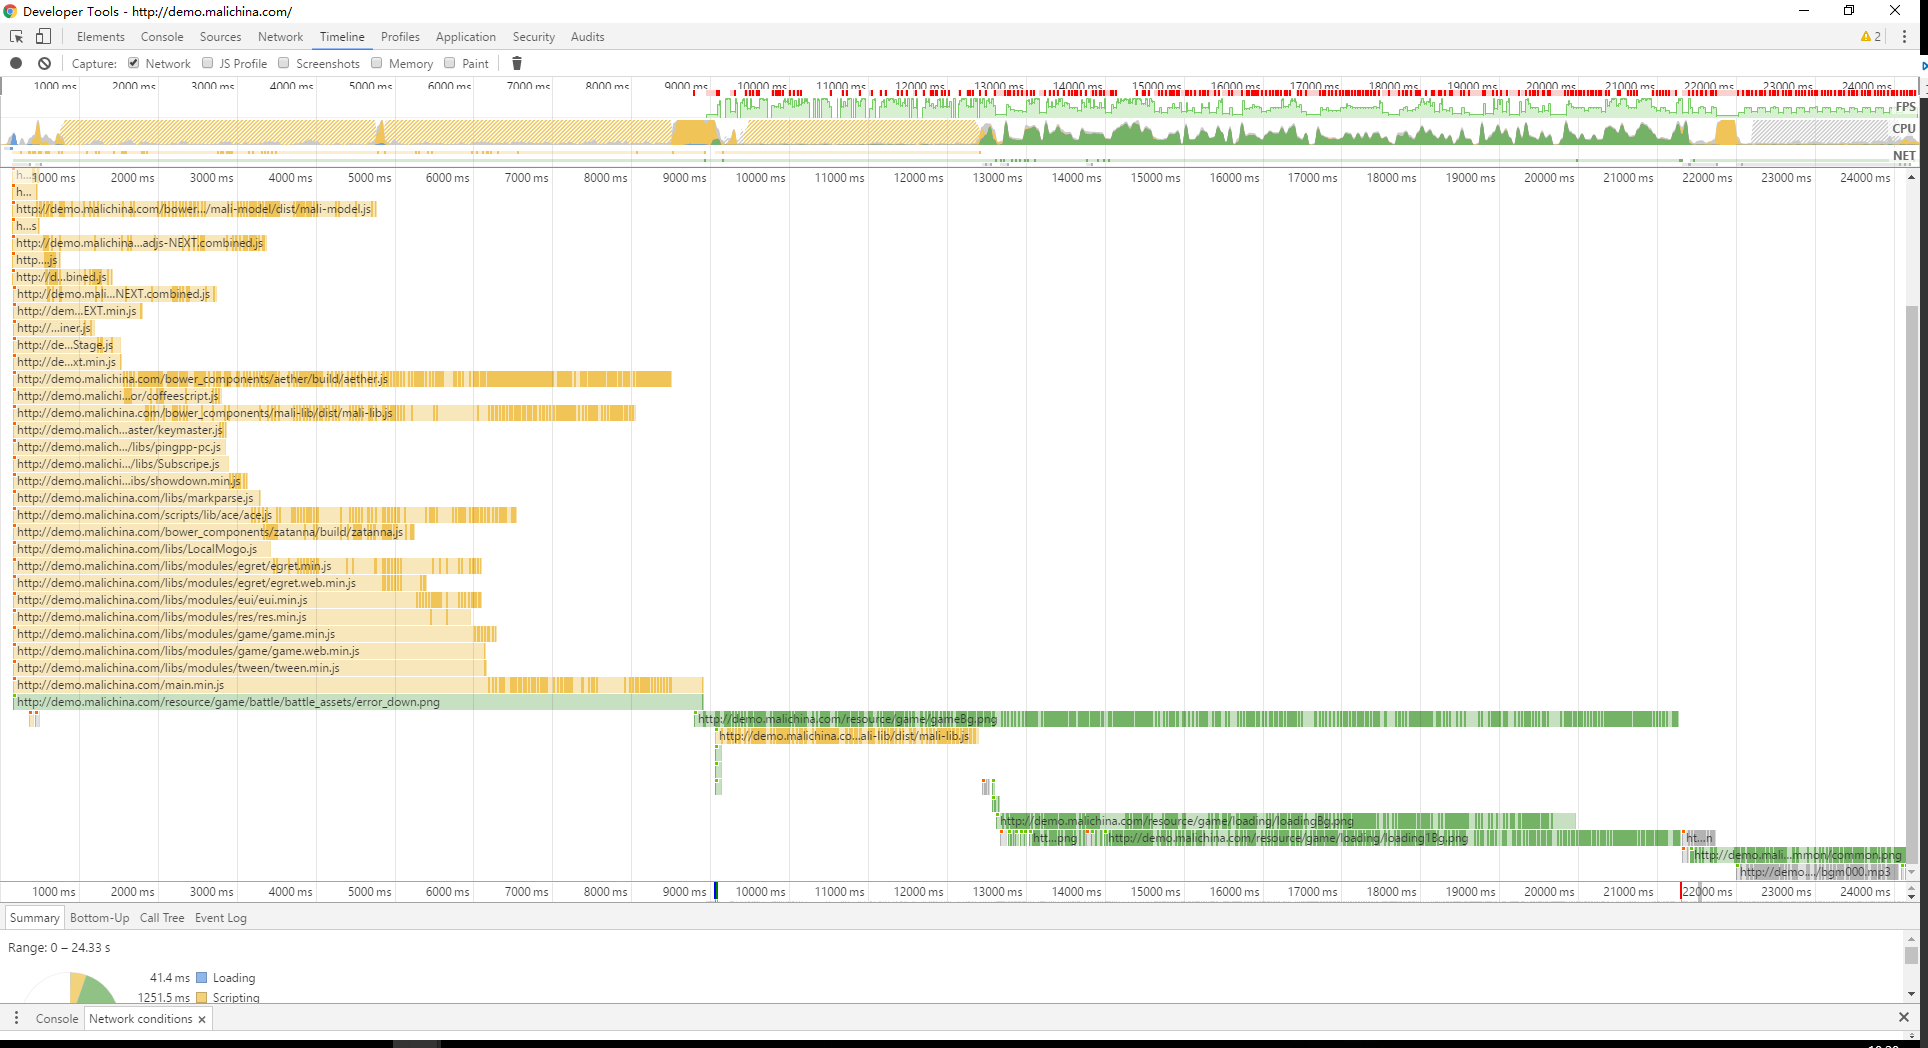 Developer Tools - http://demo.malichina.com/
Elements Console Sources Network Timeline Profiles Application Security Audits 2
Capture: Network JS Profile Screenshots Memory Paint
1000 ms 2000 ms 3000 ms 4000 ms 5000 ms 6000 ms 7000 ms 8000 ms 9000 ms 10000 ms 11000 ms 12000 ms 13000 ms 14000 ms 15000 ms 16000 ms 17000 ms 18000 ms 19000 ms 20000 ms 21000 ms 22000 ms 23000 ms 24000 ms
FPS
CPU
NET
h... 1000 ms 2000 ms 3000 ms 4000 ms 5000 ms 6000 ms 7000 ms 8000 ms 9000 ms 10000 ms 11000 ms 12000 ms 13000 ms 14000 ms 15000 ms 16000 ms 17000 ms 18000 ms 19000 ms 20000 ms 21000 ms 22000 ms 23000 ms 24000 ms
h...
http://demo.malichina.com/bower.../mali-model/dist/mali-model.js
h...s
http://demo.malichina...adjs-NEXT.combined.js
http....js
http://d...bined.js
http://demo.mali...NEXT.combined.js
http://dem...EXT.min.js
http://...iner.js
http://de...Stage.js
http://de...xt.min.js
http://demo.malichina.com/bower_components/aether/build/aether.js
http://demo.malichi...or/coffeescript.js
http://demo.malichina.com/bower_components/mali-lib/dist/mali-lib.js
http://demo.malich...aster/keymaster.js
http://demo.malich.../libs/pingpp-pc.js
http://demo.malichi.../libs/Subscripe.js
http://demo.malichi...ibs/showdown.min.js
http://demo.malichina.com/libs/markparse.js
http://demo.malichina.com/scripts/lib/ace/ace.js
http://demo.malichina.com/bower_components/zatanna/build/zatanna.js
http://demo.malichina.com/libs/LocalMogo.js
http://demo.malichina.com/libs/modules/egret/egret.min.js
http://demo.malichina.com/libs/modules/egret/egret.web.min.js
http://demo.malichina.com/libs/modules/eui/eui.min.js
http://demo.malichina.com/libs/modules/res/res.min.js
http://demo.malichina.com/libs/modules/game/game.min.js
http://demo.malichina.com/libs/modules/game/game.web.min.js
http://demo.malichina.com/libs/modules/tween/tween.min.js
http://demo.malichina.com/main.min.js
http://demo.malichina.com/resource/game/battle/battle_assets/error_down.png
http://demo.malichina.com/resource/game/gameBg.png
http://demo.malichina.co...ali-lib/dist/mali-lib.js
http://demo.malichina.com/resource/game/loading/loadingBg.png
htt...png http://demo.malichina.com/resource/game/loading/loading1Bg.png ht...n
http://demo.mali...mmon/common.png
http://demo..../bgm000.mp3
1000 ms 2000 ms 3000 ms 4000 ms 5000 ms 6000 ms 7000 ms 8000 ms 9000 ms 10000 ms 11000 ms 12000 ms 13000 ms 14000 ms 15000 ms 16000 ms 17000 ms 18000 ms 19000 ms 20000 ms 21000 ms 22000 ms 23000 ms 24000 ms
Summary Bottom-Up Call Tree Event Log
Range: 0 – 24.33 s
41.4 ms Loading
1251.5 ms Scripting
Console Network conditions ×